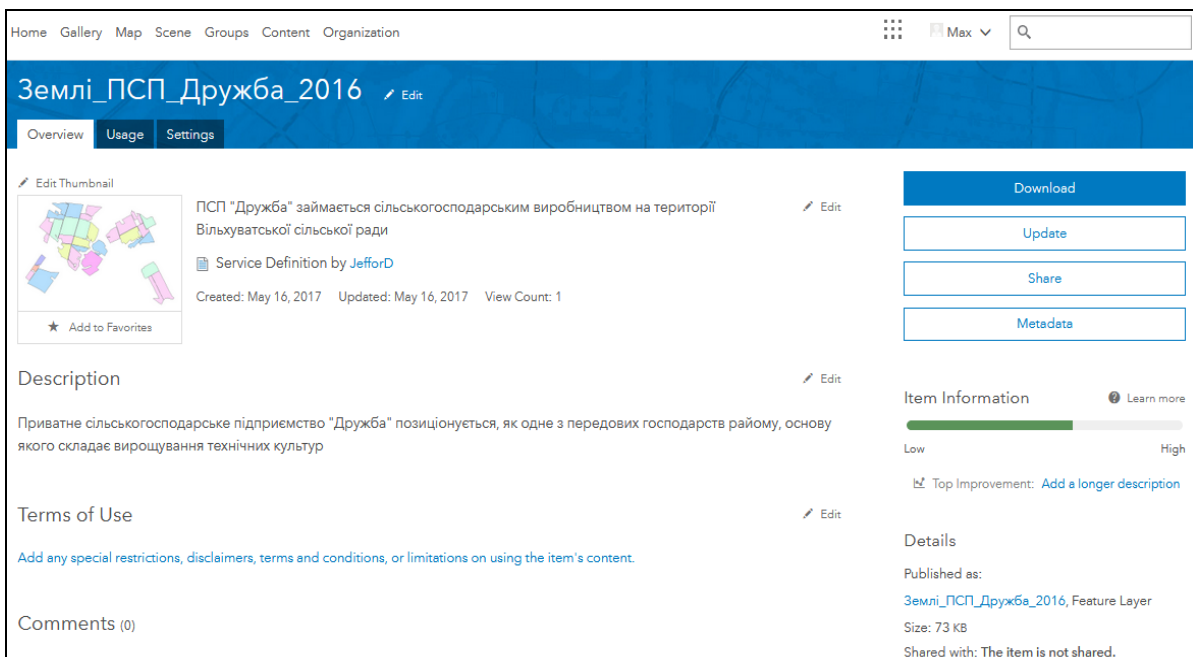 Home Gallery Map Scene Groups Content Organization
Max
Землі_ПСП_Дружба_2016 Edit
Overview Usage Settings
Edit Thumbnail
ПСП "Дружба" займається сільськогосподарським виробництвом на території
Вільхуватської сільської ради
Edit
Service Definition by JefforD
Created: May 16, 2017 Updated: May 16, 2017 View Count: 1
Add to Favorites
Description
Edit
Приватне сільськогосподарське підприємство "Дружба" позиціонується, як одне з передових господарств району, основу
якого складає вирощування технічних культур
Terms of Use
Edit
Add any special restrictions, disclaimers, terms and conditions, or limitations on using the item's content.
Comments (0)
Download
Update
Share
Metadata
Item Information
Learn more
Low High
Top Improvement: Add a longer description
Details
Published as:
Землі_ПСП_Дружба_2016, Feature Layer
Size: 73 KB
Shared with: The item is not shared.